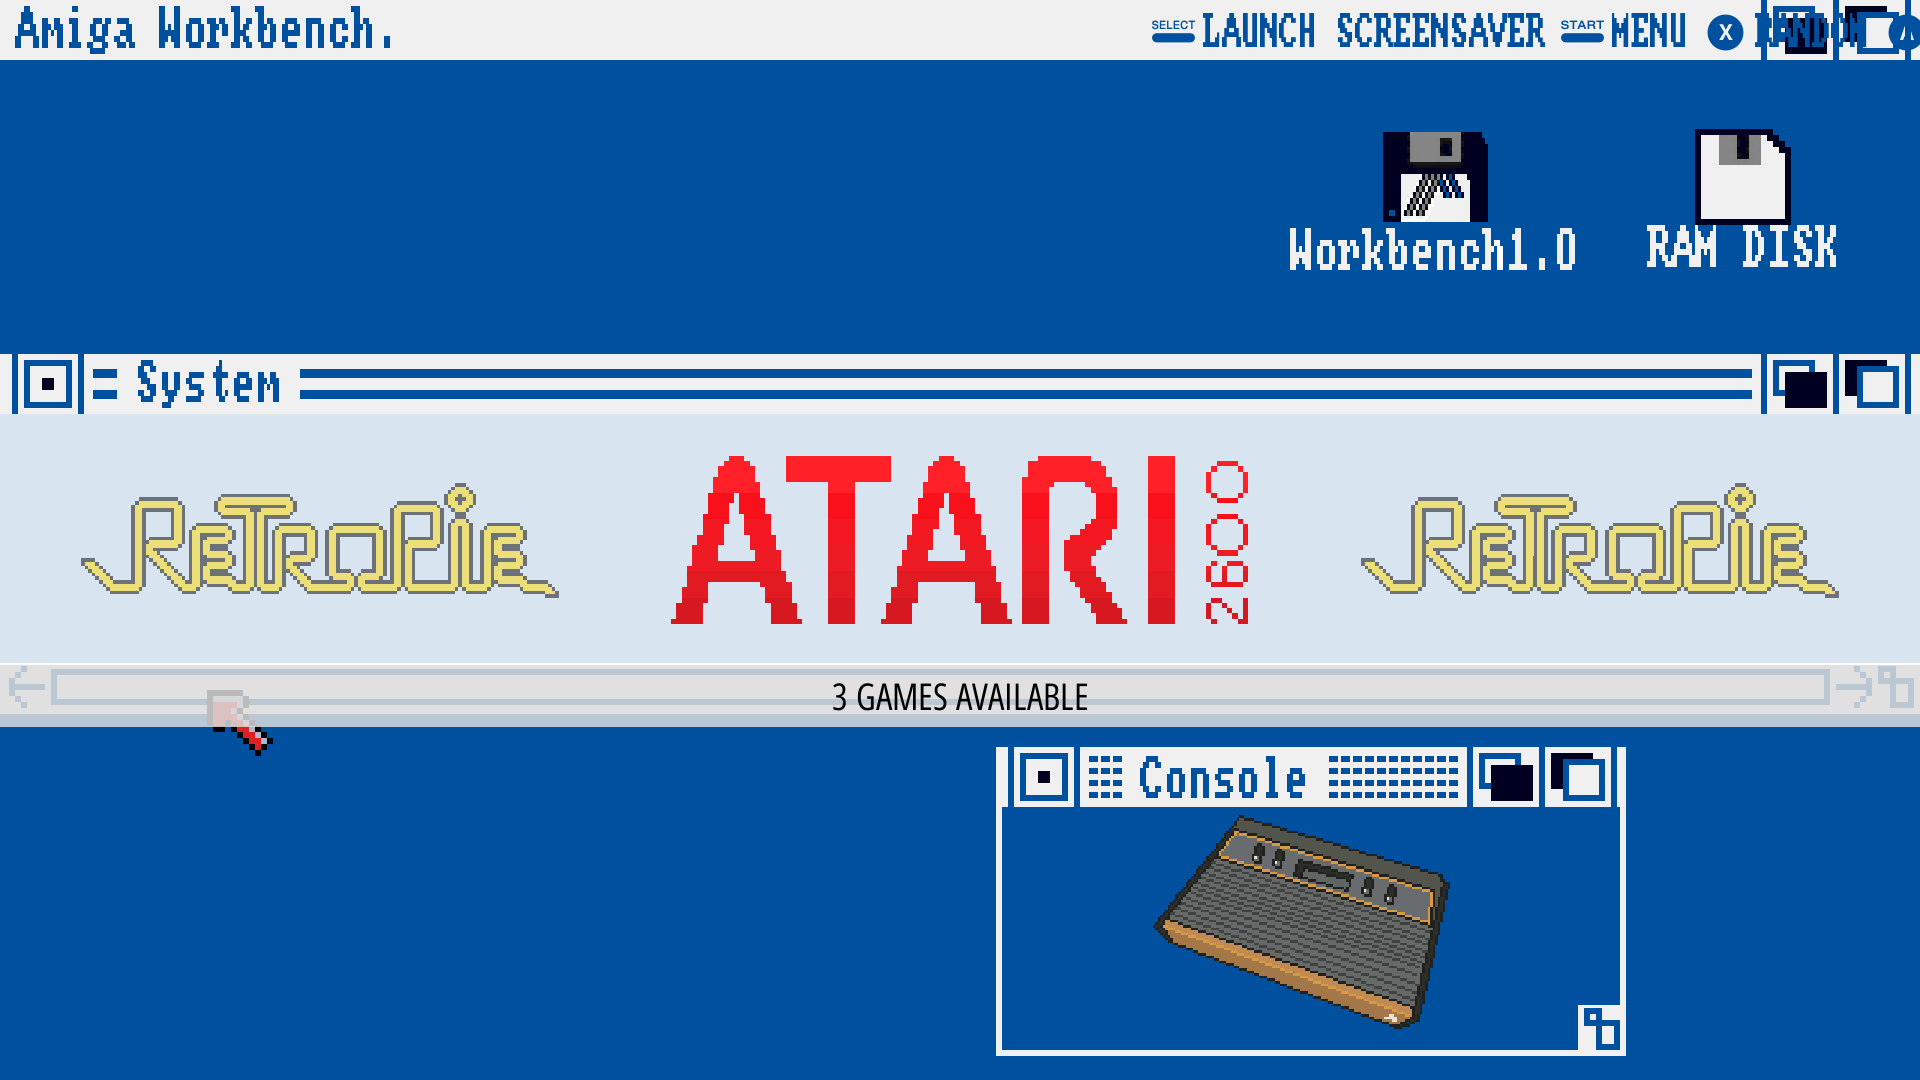 Amiga Workbench.
SELECT LAUNCH SCREENSAVER START MENU X RANDOM A
Workbench1.0 RAM DISK
System
RETROPIE ATARI 2600 RETROPIE
3 GAMES AVAILABLE
Console